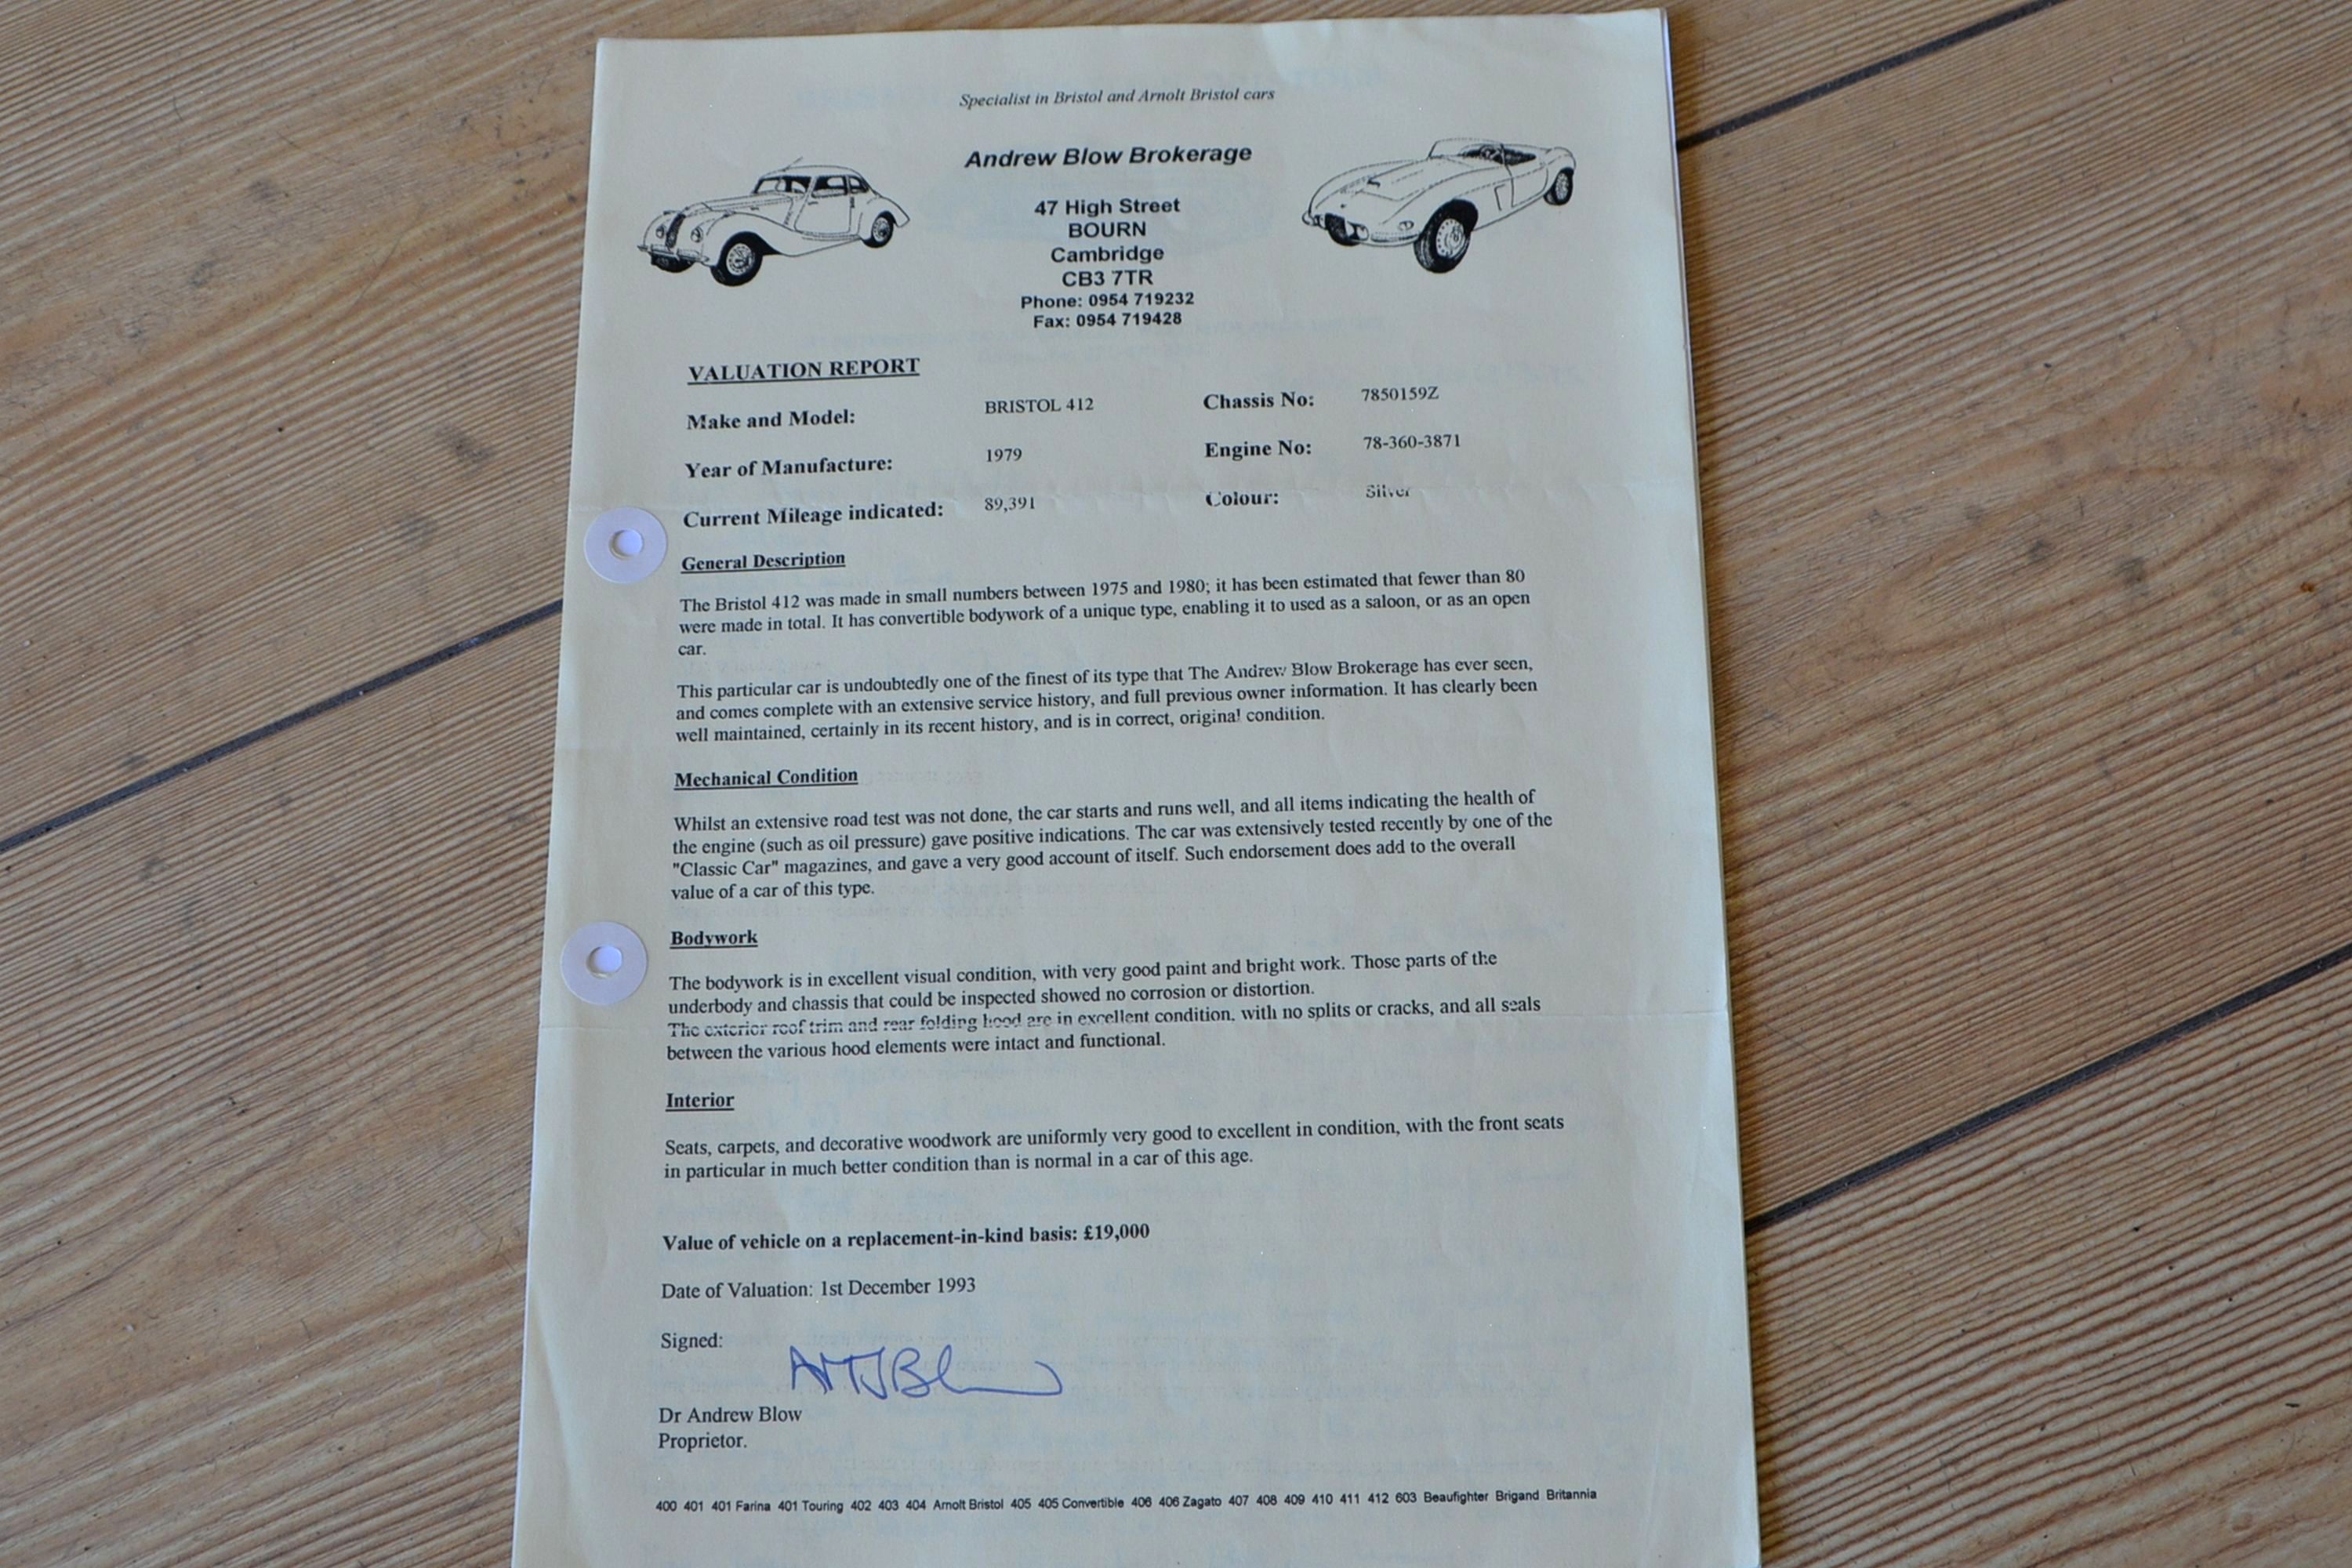 Specialist in Bristol and Arnolt Bristol cars
Andrew Blow Brokerage
47 High Street
BOURN
Cambridge
CB3 7TR
Phone: 0954 719232
Fax: 0954 719428
VALUATION REPORT
Make and Model: BRISTOL 412 Chassis No: 7850159Z
Year of Manufacture: 1979 Engine No: 78-360-3871
Current Mileage indicated: 89,391 Colour: Silver
General Description
The Bristol 412 was made in small numbers between 1975 and 1980; it has been estimated that fewer than 80
were made in total. It has convertible bodywork of a unique type, enabling it to used as a saloon, or as an open
car.
This particular car is undoubtedly one of the finest of its type that The Andrew Blow Brokerage has ever seen,
and comes complete with an extensive service history, and full previous owner information. It has clearly been
well maintained, certainly in its recent history, and is in correct, original condition.
Mechanical Condition
Whilst an extensive road test was not done, the car starts and runs well, and all items indicating the health of
the engine (such as oil pressure) gave positive indications. The car was extensively tested recently by one of the
"Classic Car" magazines, and gave a very good account of itself. Such endorsement does add to the overall
value of a car of this type.
Bodywork
The bodywork is in excellent visual condition, with very good paint and bright work. Those parts of the
underbody and chassis that could be inspected showed no corrosion or distortion.
The exterior roof trim and rear folding hood are in excellent condition, with no splits or cracks, and all seals
between the various hood elements were intact and functional.
Interior
Seats, carpets, and decorative woodwork are uniformly very good to excellent in condition, with the front seats
in particular in much better condition than is normal in a car of this age.
Value of vehicle on a replacement-in-kind basis: £19,000
Date of Valuation: 1st December 1993
Signed:
Dr Andrew Blow
Proprietor.
400 401 401 Farina 401 Touring 402 403 404 Arnolt Bristol 405 405 Convertible 406 406 Zagato 407 408 409 410 411 412 603 Beaufighter Brigand Britannia